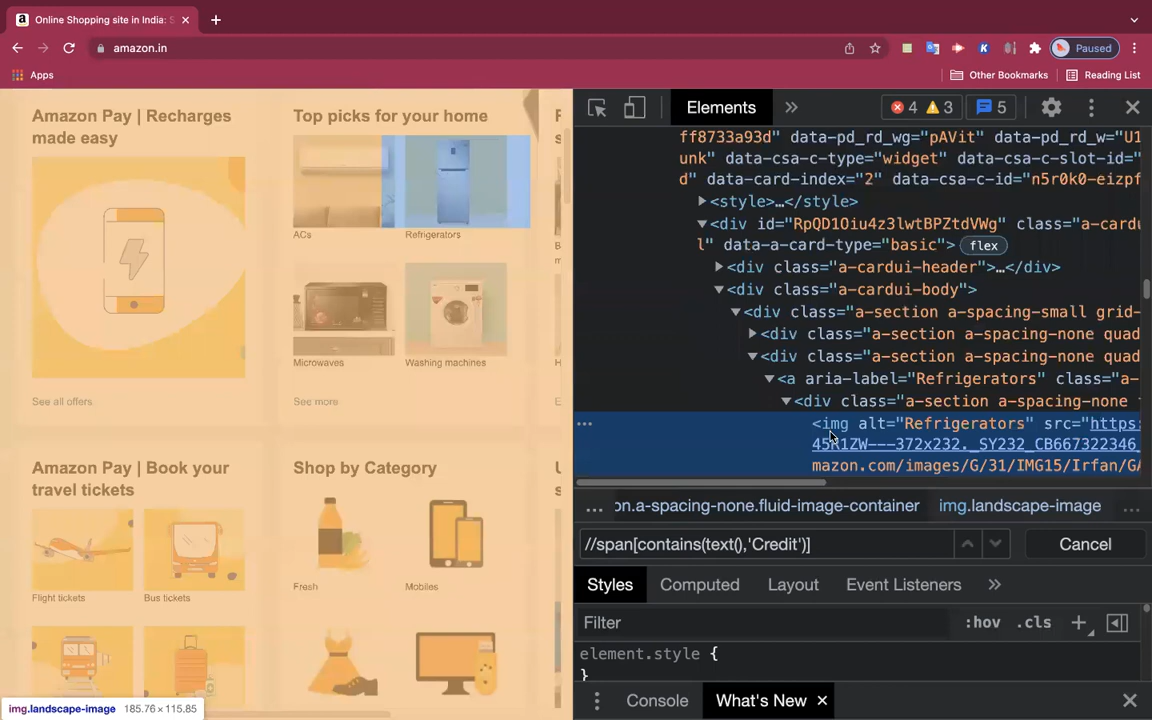 Online Shopping site in India: S
amazon.in
Paused
Apps
Other Bookmarks
Reading List
Amazon Pay | Recharges
made easy
See all offers
Top picks for your home
ACs
Refrigerators
Microwaves
Washing machines
See more
Amazon Pay | Book your
travel tickets
Flight tickets
Bus tickets
Shop by Category
Fresh
Mobiles
img.landscape-image 185.76 × 115.85
Elements
4
3
5
ff8733a93d" data-pd_rd_wg="pAVit" data-pd_rd_w="U1
unk" data-csa-c-type="widget" data-csa-c-slot-id="
d" data-card-index="2" data-csa-c-id="n5r0k0-eizpf
<style>…</style>
<div id="RpQD1Oiu4z3lwtBPZtdVWg" class="a-cardu
l" data-a-card-type="basic"> flex
<div class="a-cardui-header">…</div>
<div class="a-cardui-body">
<div class="a-section a-spacing-small grid-
<div class="a-section a-spacing-none quad
<div class="a-section a-spacing-none quad
<a aria-label="Refrigerators" class="a-
<div class="a-section a-spacing-none
<img alt="Refrigerators" src="https:
45R1ZW---372x232._SY232_CB667322346_
mazon.com/images/G/31/IMG15/Irfan/GA
… on.a-spacing-none.fluid-image-container img.landscape-image …
//span[contains(text(),'Credit')]
Cancel
Styles
Computed
Layout
Event Listeners
Filter
:hov
.cls
element.style {
}
Console
What's New